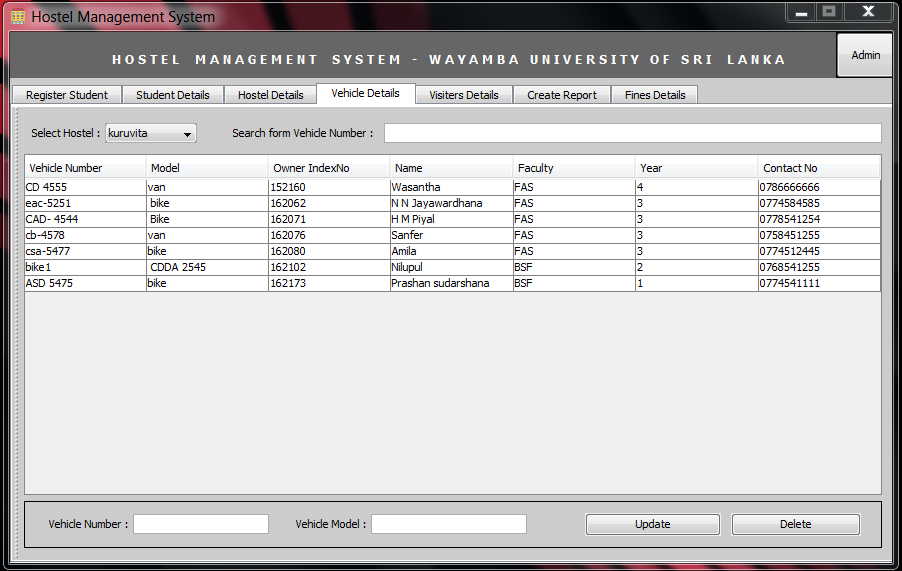 Hostel Management System
HOSTEL MANAGEMENT SYSTEM - WAYAMBA UNIVERSITY OF SRI LANKA
Admin
Register Student Student Details Hostel Details Vehicle Details Visiters Details Create Report Fines Details
Select Hostel : kuruvita Search form Vehicle Number :
Vehicle Number Model Owner IndexNo Name Faculty Year Contact No
CD 4555 van 152160 Wasantha FAS 4 0786666666
eac-5251 bike 162062 N N Jayawardhana FAS 3 0774584585
CAD- 4544 Bike 162071 H M Piyal FAS 3 0778541254
cb-4578 van 162076 Sanfer FAS 3 0758451255
csa-5477 bike 162080 Amila FAS 3 0774512445
bike1 CDDA 2545 162102 Nilupul BSF 2 0768541255
ASD 5475 bike 162173 Prashan sudarshana BSF 1 0774541111
Vehicle Number : Vehicle Model : Update Delete